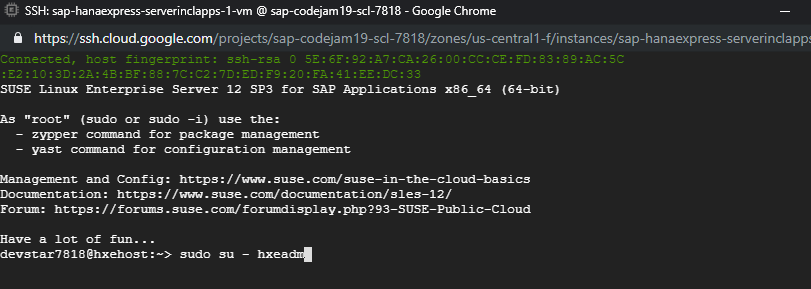 SSH: sap-hanaexpress-serverinclapps-1-vm @ sap-codejam19-scl-7818 - Google Chrome
https://ssh.cloud.google.com/projects/sap-codejam19-scl-7818/zones/us-central1-f/instances/sap-hanaexpress-serverinclapps
Connected, host fingerprint: ssh-rsa 0 5E:6F:92:A7:CA:26:00:CC:CE:FD:83:89:AC:5C
:E2:10:3D:2A:4B:BF:88:7C:C2:7D:ED:F9:20:FA:41:EE:DC:33
SUSE Linux Enterprise Server 12 SP3 for SAP Applications x86_64 (64-bit)
As "root" (sudo or sudo -i) use the:
- zypper command for package management
- yast command for configuration management
Management and Config: https://www.suse.com/suse-in-the-cloud-basics
Documentation: https://www.suse.com/documentation/sles-12/
Forum: https://forums.suse.com/forumdisplay.php?93-SUSE-Public-Cloud
Have a lot of fun...
devstar7818@hxehost:~> sudo su - hxeadm